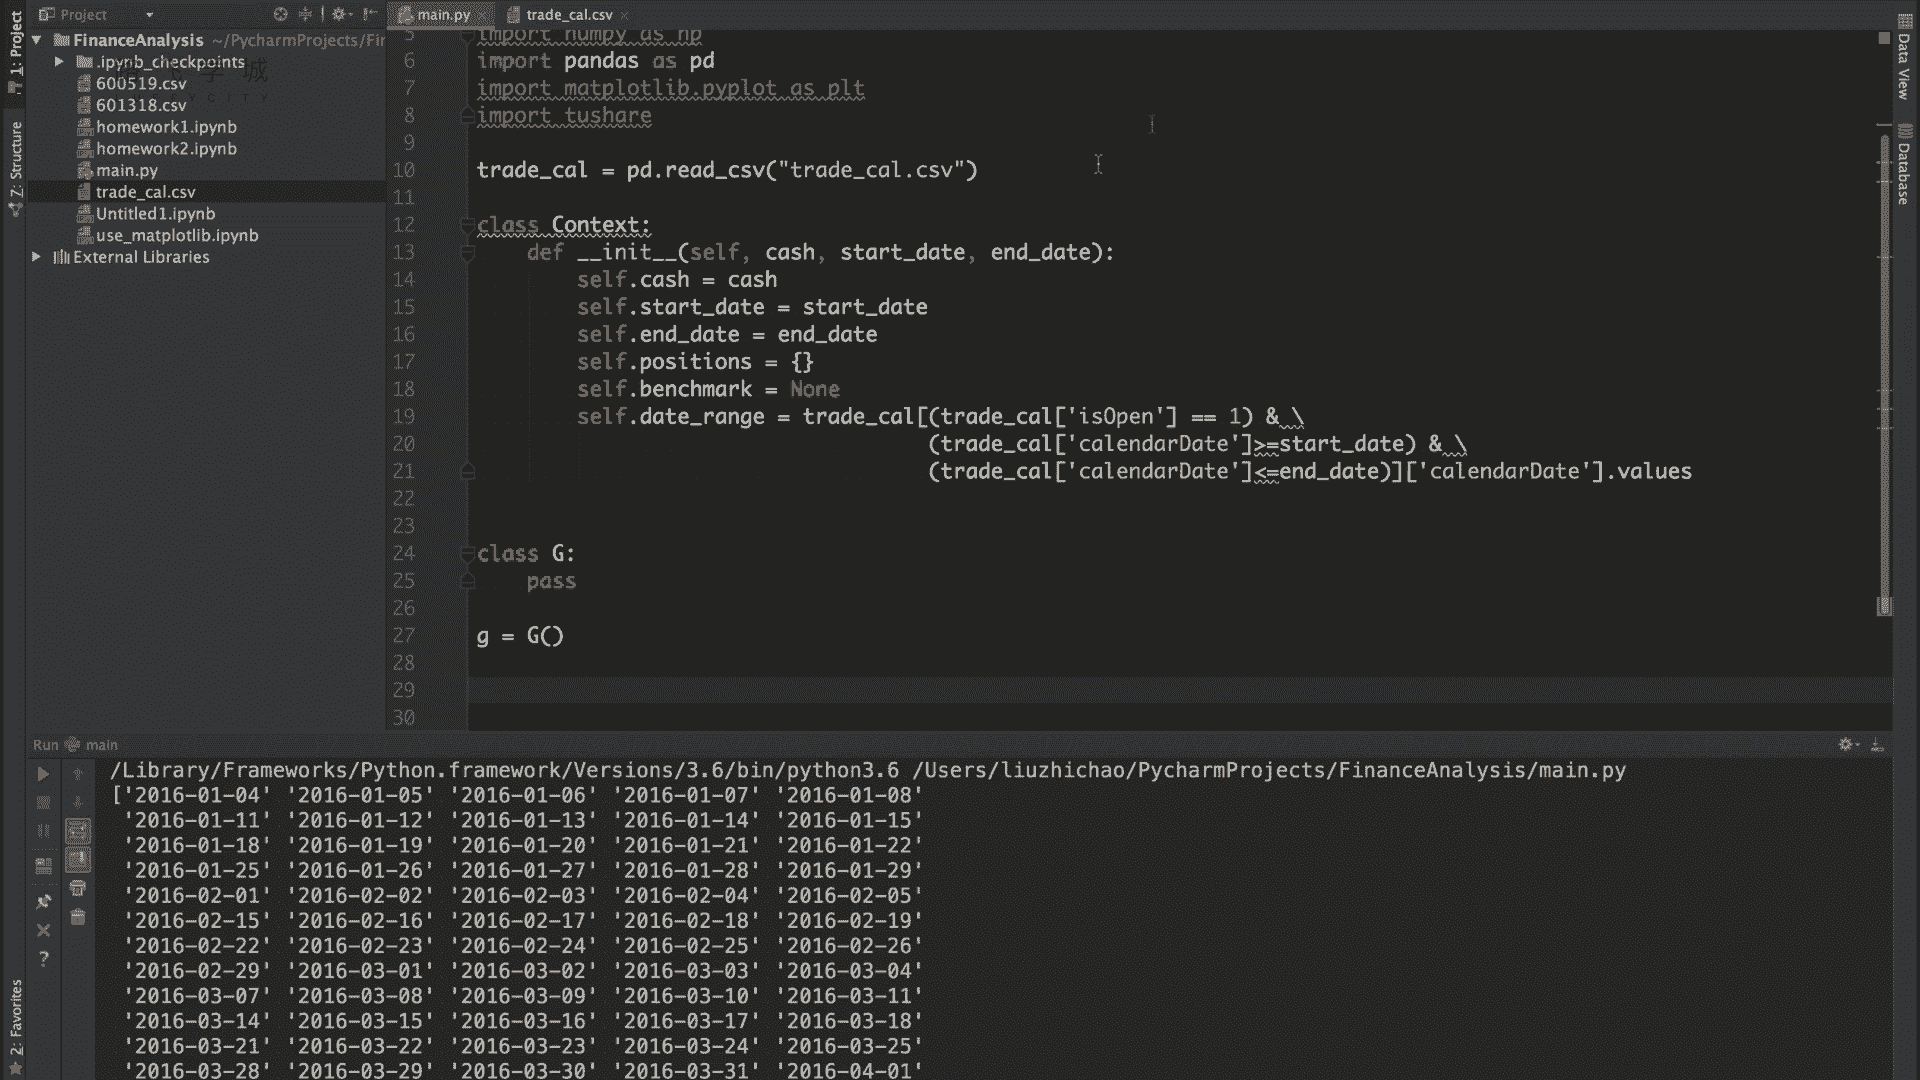 Project
main.py
trade_cal.csv
1: Project
Z: Structure
2: Favorites
Data View
Database
FinanceAnalysis ~/PycharmProjects/Fi
.ipynb_checkpoints
600519.csv
601318.csv
homework1.ipynb
homework2.ipynb
main.py
trade_cal.csv
Untitled1.ipynb
use_matplotlib.ipynb
External Libraries
5 import numpy as np
6 import pandas as pd
7 import matplotlib.pyplot as plt
8 import tushare
9
10 trade_cal = pd.read_csv("trade_cal.csv")
11
12 class Context:
13 def __init__(self, cash, start_date, end_date):
14 self.cash = cash
15 self.start_date = start_date
16 self.end_date = end_date
17 self.positions = {}
18 self.benchmark = None
19 self.date_range = trade_cal[(trade_cal['isOpen'] == 1) & \
20 (trade_cal['calendarDate']>=start_date) & \
21 (trade_cal['calendarDate']<=end_date)]['calendarDate'].values
22
23
24 class G:
25 pass
26
27 g = G()
28
29
30
Run main
/Library/Frameworks/Python.framework/Versions/3.6/bin/python3.6 /Users/liuzhichao/PycharmProjects/FinanceAnalysis/main.py
['2016-01-04' '2016-01-05' '2016-01-06' '2016-01-07' '2016-01-08'
'2016-01-11' '2016-01-12' '2016-01-13' '2016-01-14' '2016-01-15'
'2016-01-18' '2016-01-19' '2016-01-20' '2016-01-21' '2016-01-22'
'2016-01-25' '2016-01-26' '2016-01-27' '2016-01-28' '2016-01-29'
'2016-02-01' '2016-02-02' '2016-02-03' '2016-02-04' '2016-02-05'
'2016-02-15' '2016-02-16' '2016-02-17' '2016-02-18' '2016-02-19'
'2016-02-22' '2016-02-23' '2016-02-24' '2016-02-25' '2016-02-26'
'2016-02-29' '2016-03-01' '2016-03-02' '2016-03-03' '2016-03-04'
'2016-03-07' '2016-03-08' '2016-03-09' '2016-03-10' '2016-03-11'
'2016-03-14' '2016-03-15' '2016-03-16' '2016-03-17' '2016-03-18'
'2016-03-21' '2016-03-22' '2016-03-23' '2016-03-24' '2016-03-25'
'2016-03-28' '2016-03-29' '2016-03-30' '2016-03-31' '2016-04-01'